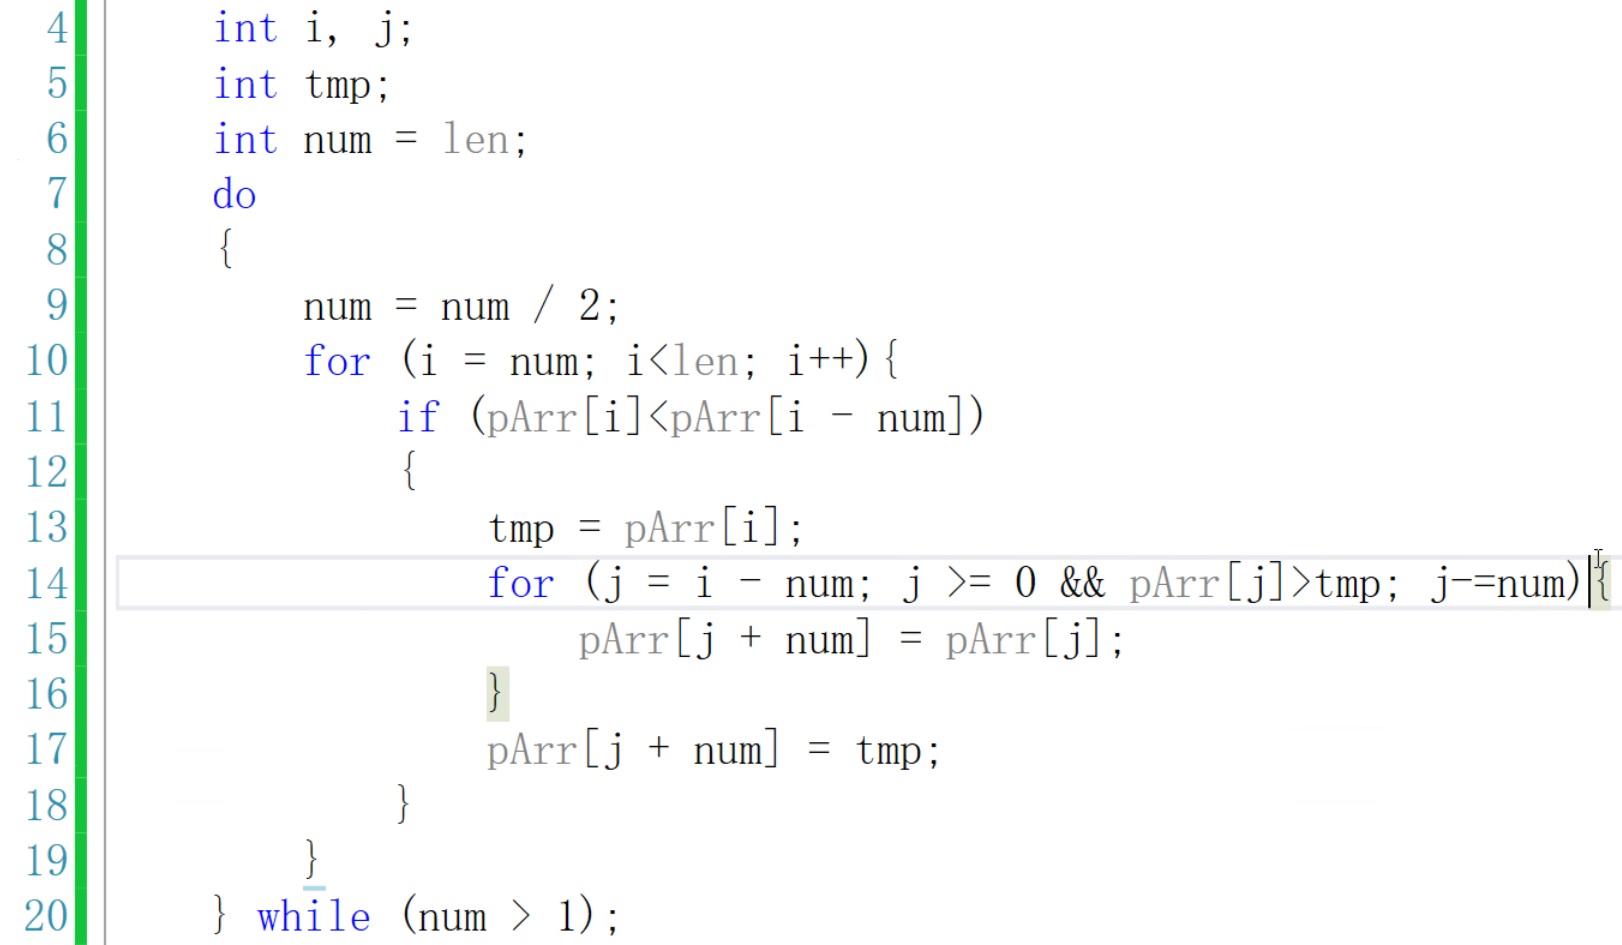 4 int i, j;
5 int tmp;
6 int num = len;
7 do
8 {
9 num = num / 2;
10 for (i = num; i<len; i++){
11 if (pArr[i]<pArr[i - num])
12 {
13 tmp = pArr[i];
14 for (j = i - num; j >= 0 && pArr[j]>tmp; j-=num){
15 pArr[j + num] = pArr[j];
16 }
17 pArr[j + num] = tmp;
18 }
19 }
20 } while (num > 1);